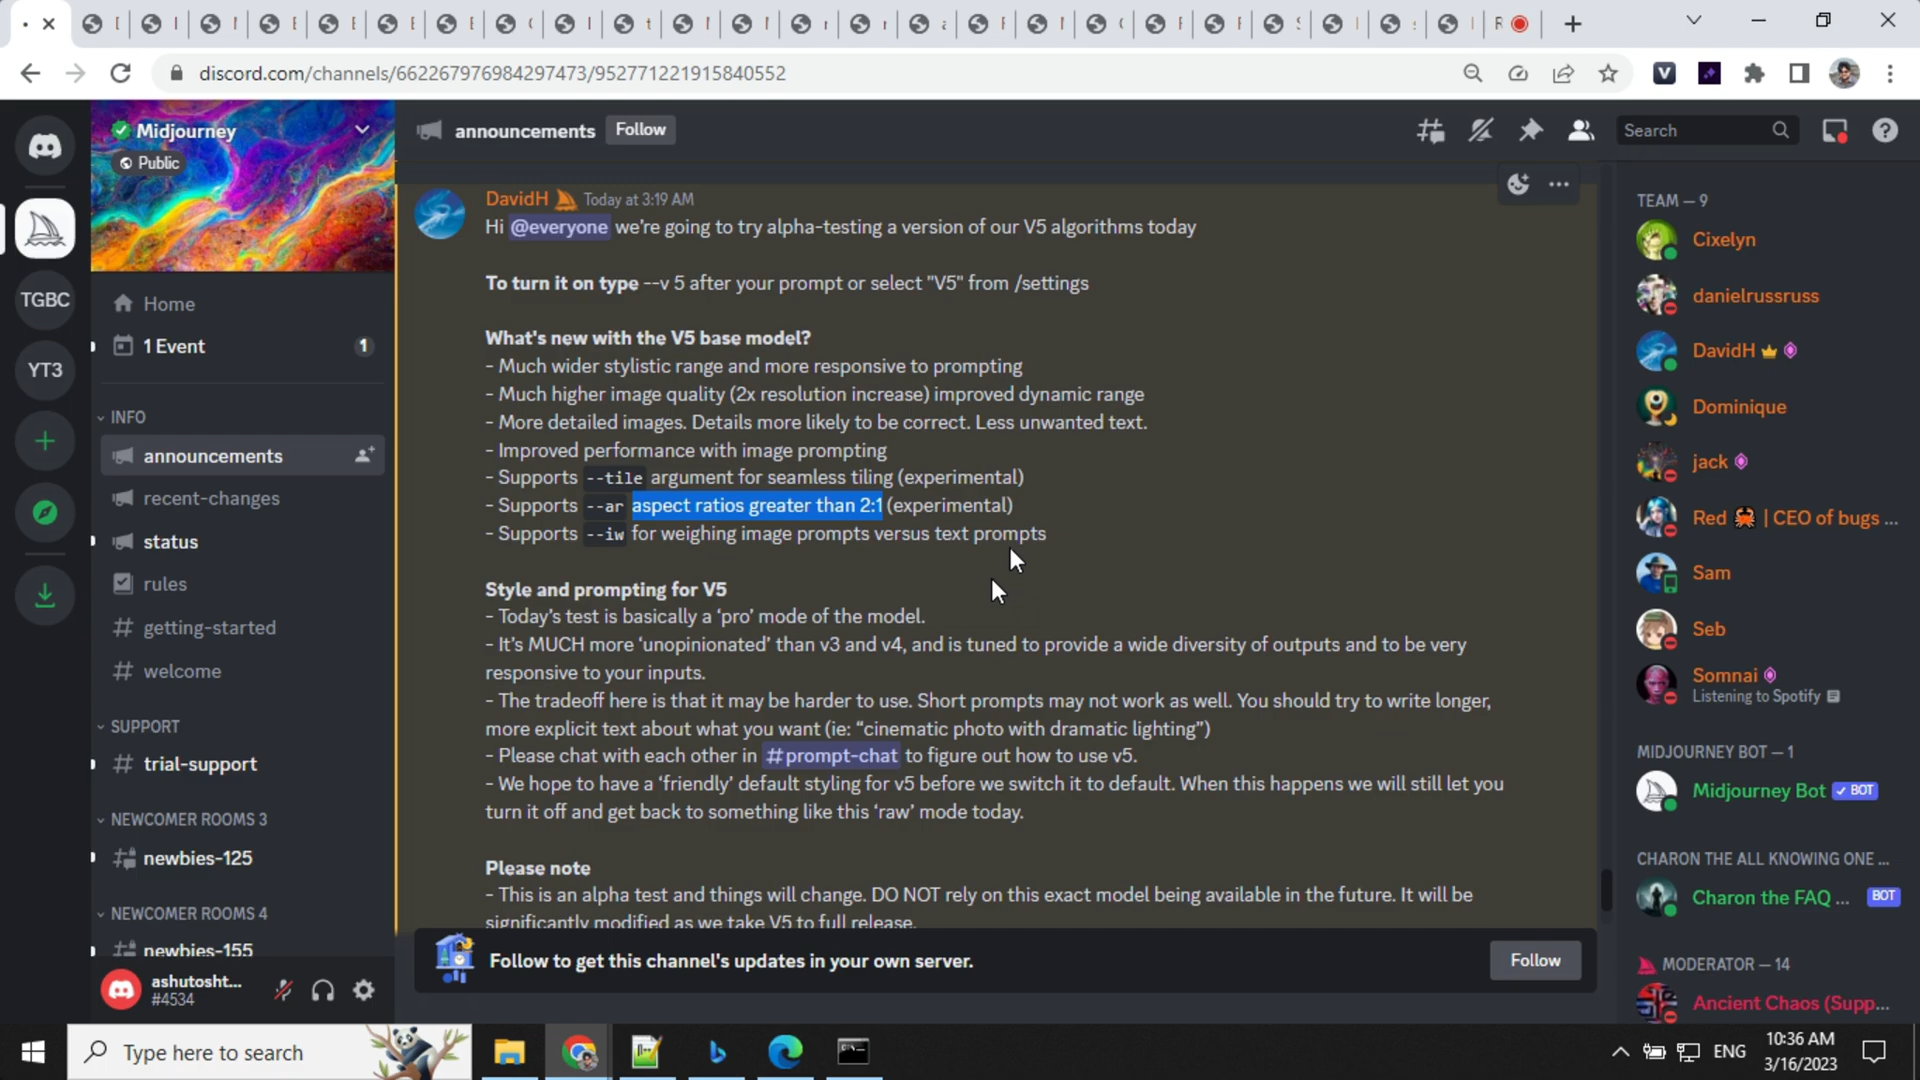 discord.com/channels/662267976984297473/952771221915840552
Midjourney
Public
announcements
Follow
Search
TGBC
YT3
Home
1 Event
1
INFO
announcements
recent-changes
status
rules
getting-started
welcome
SUPPORT
trial-support
NEWCOMER ROOMS 3
newbies-125
NEWCOMER ROOMS 4
newbies-155
ashutosht...
#4534
DavidH Today at 3:19 AM
Hi @everyone we're going to try alpha-testing a version of our V5 algorithms today
To turn it on type --v 5 after your prompt or select "V5" from /settings
What's new with the V5 base model?
- Much wider stylistic range and more responsive to prompting
- Much higher image quality (2x resolution increase) improved dynamic range
- More detailed images. Details more likely to be correct. Less unwanted text.
- Improved performance with image prompting
- Supports --tile argument for seamless tiling (experimental)
- Supports --ar aspect ratios greater than 2:1 (experimental)
- Supports --iw for weighing image prompts versus text prompts
Style and prompting for V5
- Today's test is basically a ‘pro’ mode of the model.
- It's MUCH more ‘unopinionated’ than v3 and v4, and is tuned to provide a wide diversity of outputs and to be very
responsive to your inputs.
- The tradeoff here is that it may be harder to use. Short prompts may not work as well. You should try to write longer,
more explicit text about what you want (ie: “cinematic photo with dramatic lighting”)
- Please chat with each other in #prompt-chat to figure out how to use v5.
- We hope to have a ‘friendly’ default styling for v5 before we switch it to default. When this happens we will still let you
turn it off and get back to something like this ‘raw’ mode today.
Please note
- This is an alpha test and things will change. DO NOT rely on this exact model being available in the future. It will be
significantly modified as we take V5 to full release.
Follow to get this channel's updates in your own server.
Follow
TEAM — 9
Cixelyn
danielrussruss
DavidH
Dominique
jack
Red 🦀 | CEO of bugs ...
Sam
Seb
Somnai
Listening to Spotify
MIDJOURNEY BOT — 1
Midjourney Bot ✓ BOT
CHARON THE ALL KNOWING ONE ...
Charon the FAQ ... BOT
MODERATOR — 14
Ancient Chaos (Supp...
Type here to search
ENG
10:36 AM
3/16/2023